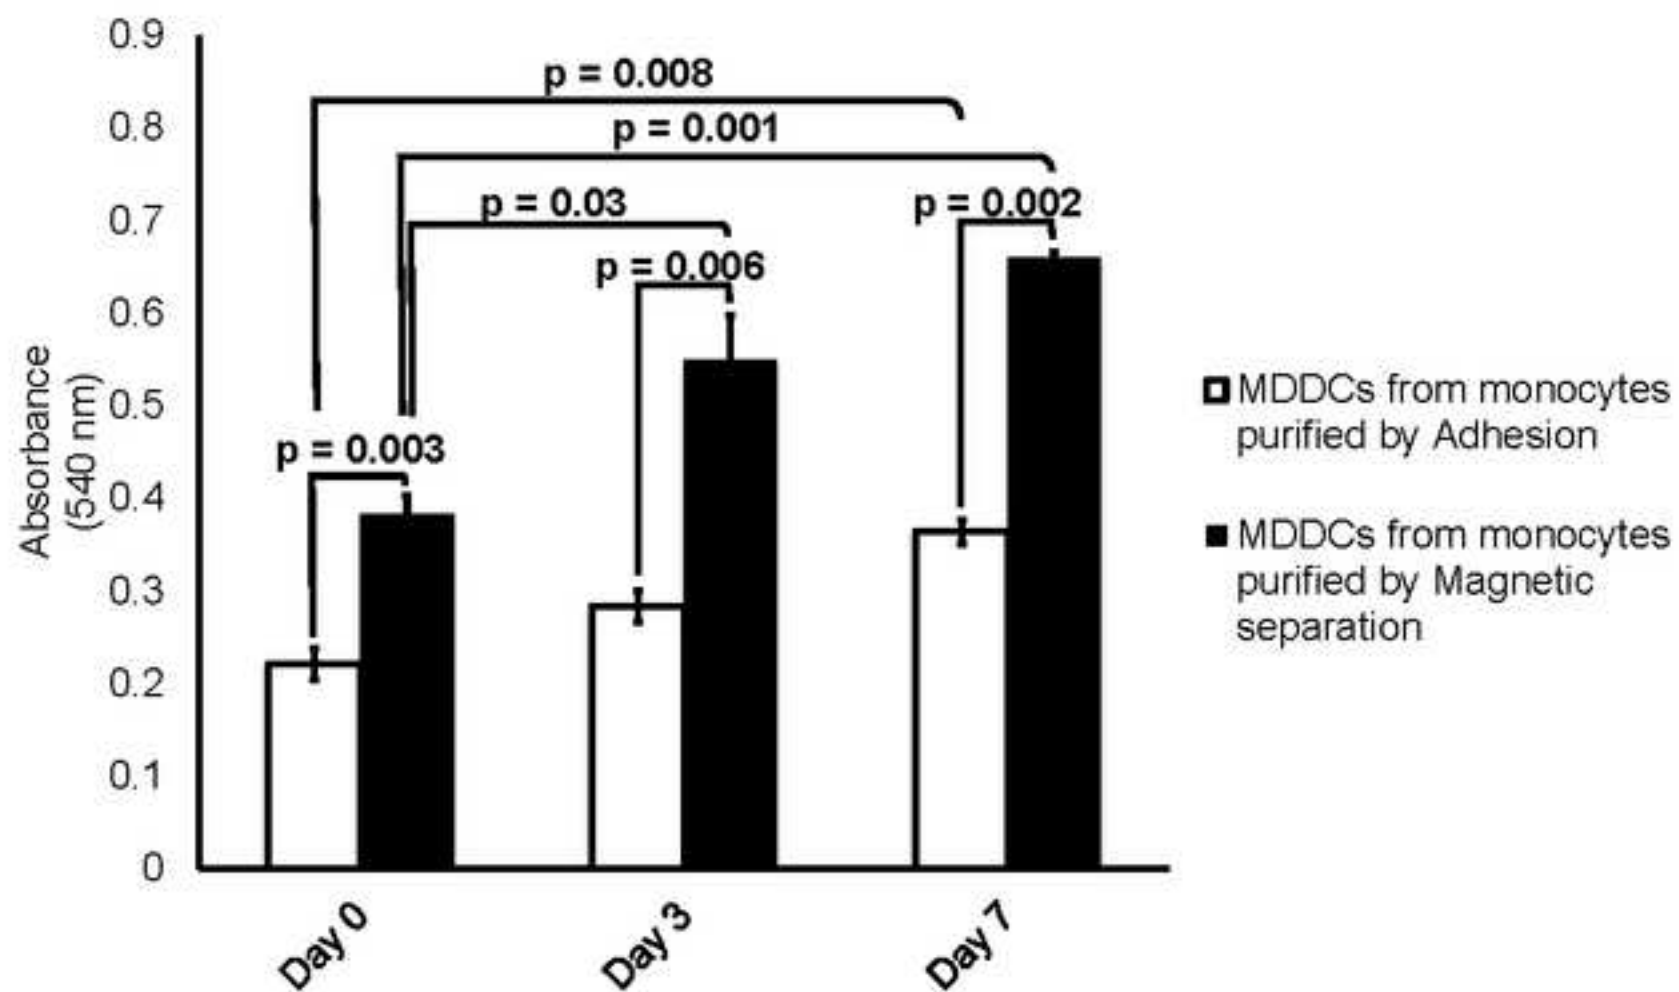 0.9
p = 0.008
0.8
p = 0.001
0.7
p = 0.03
p = 0.002
p = 0.006
0.6
0.5
p = 0.003
0.4
0.3
0.2
0.1
0
Absorbance
(540 nm)
Day 0
Day 3
Day 7
MDDCs from monocytes
purified by Adhesion
MDDCs from monocytes
purified by Magnetic
separation